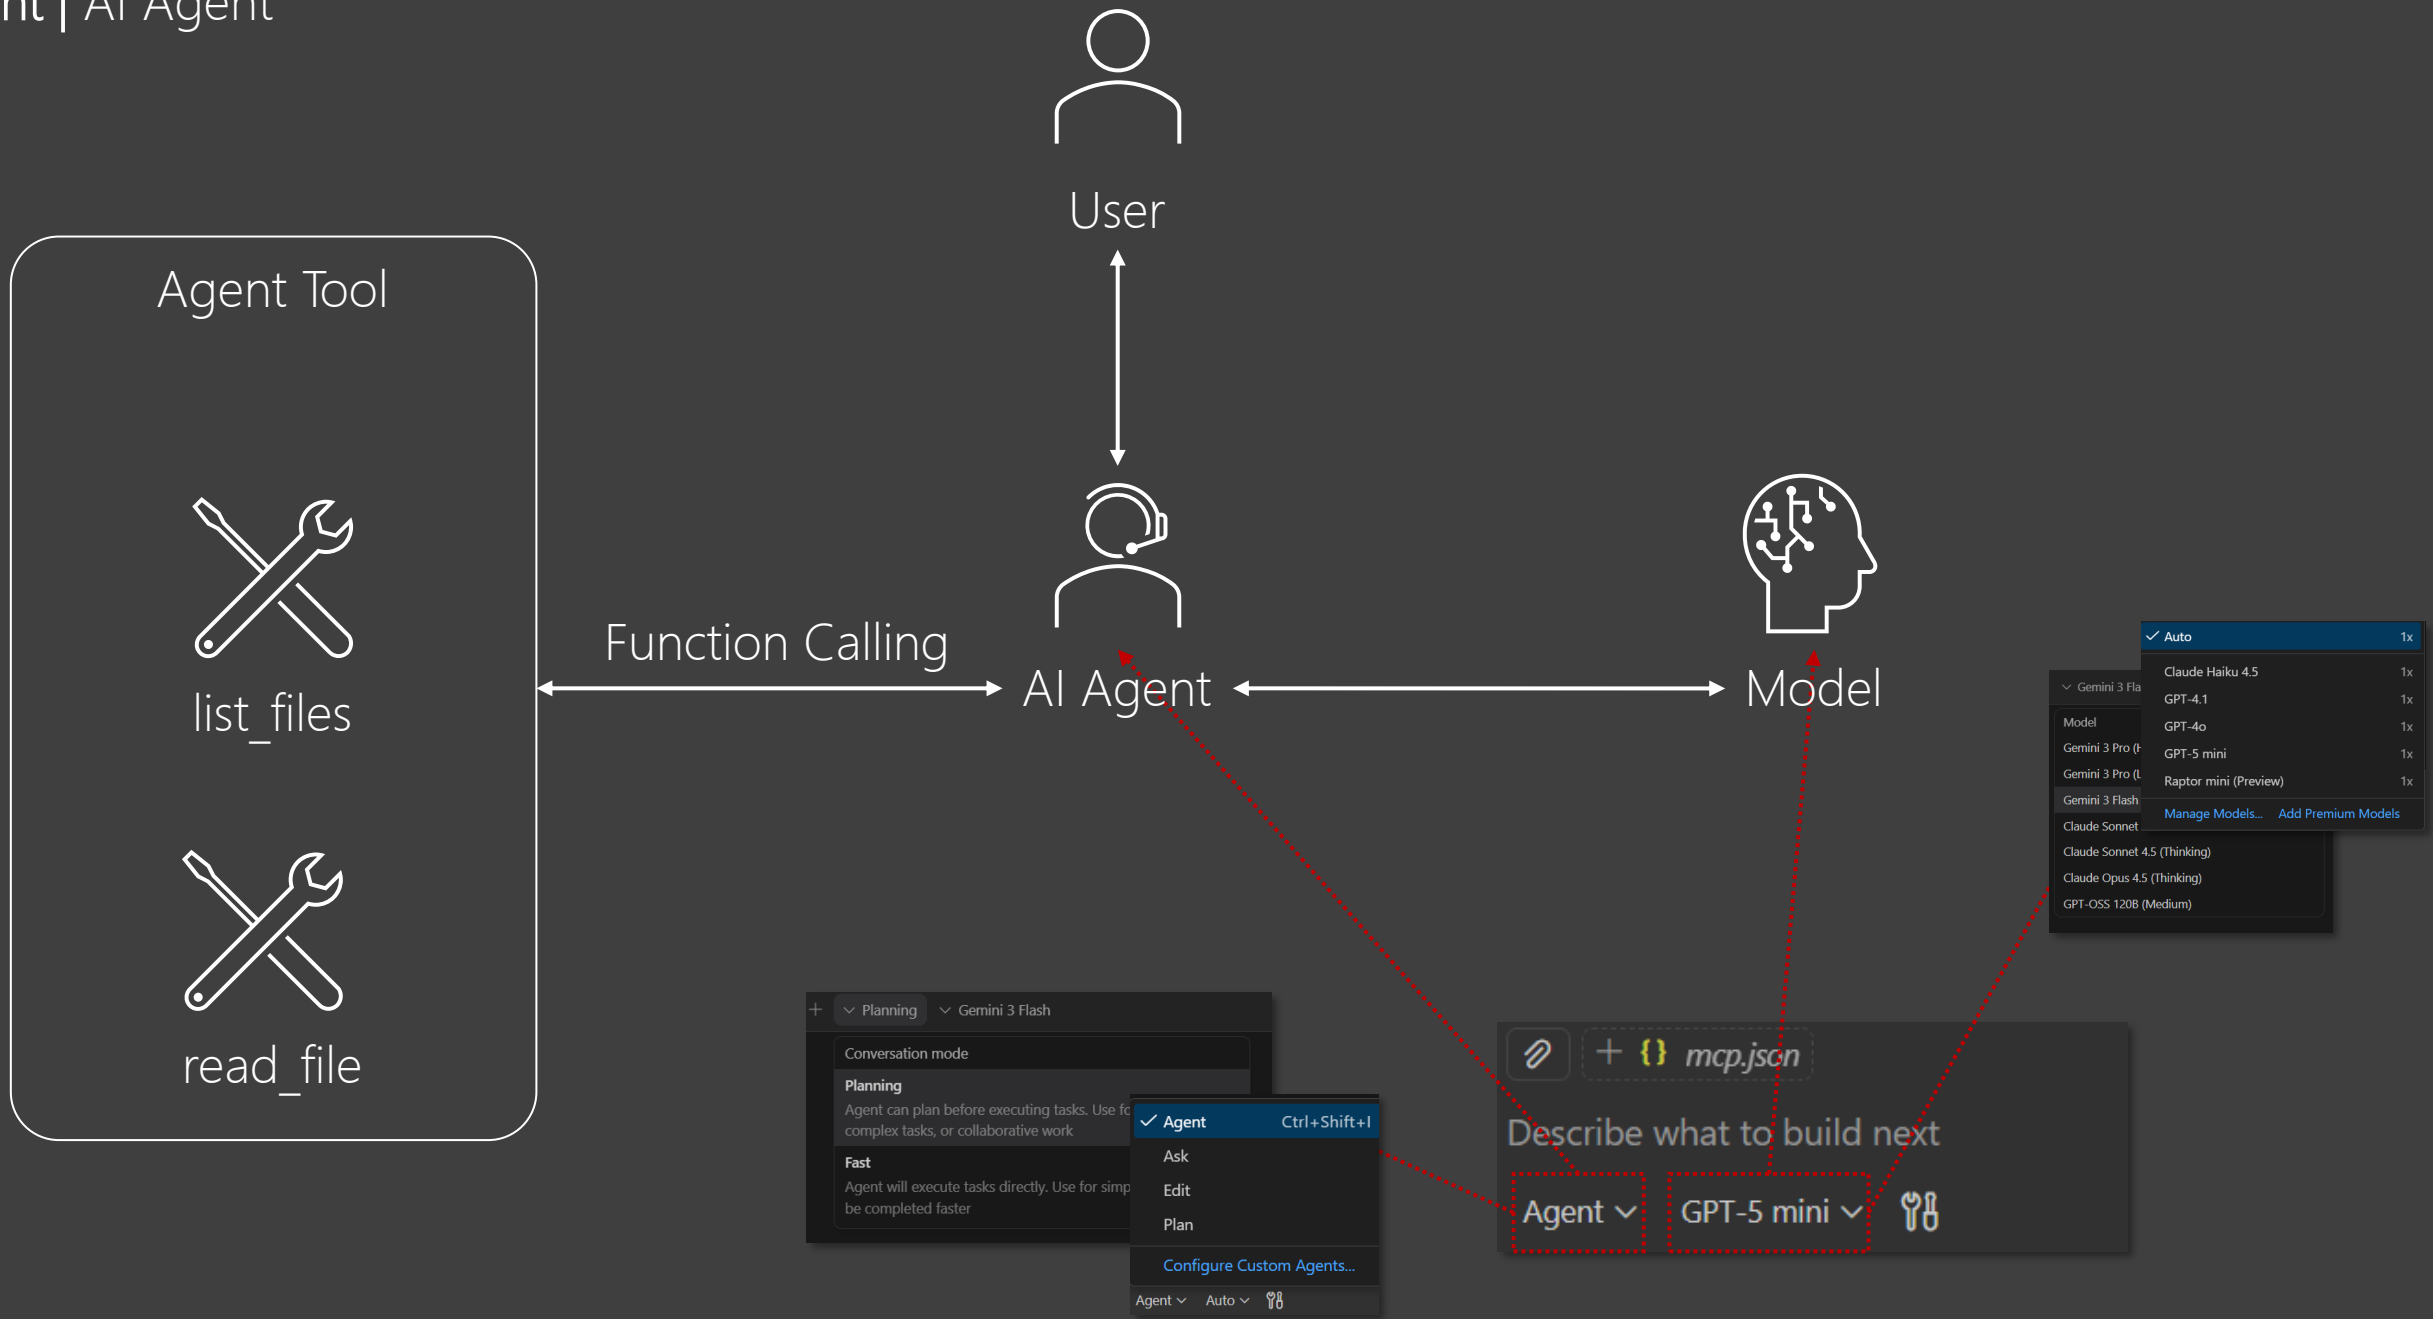 nt | AI Agent
User
Agent Tool
list_files
read_file
Function Calling
AI Agent
Model
Auto 1x
Claude Haiku 4.5 1x
GPT-4.1 1x
GPT-4o 1x
GPT-5 mini 1x
Raptor mini (Preview) 1x
Manage Models... Add Premium Models
Gemini 3 Fla
Model
Gemini 3 Pro (H
Gemini 3 Pro (L
Gemini 3 Flash
Claude Sonnet
Claude Sonnet 4.5 (Thinking)
Claude Opus 4.5 (Thinking)
GPT-OSS 120B (Medium)
Planning Gemini 3 Flash
Conversation mode
Planning
Agent can plan before executing tasks. Use fo
complex tasks, or collaborative work
Fast
Agent will execute tasks directly. Use for simp
be completed faster
Agent Ctrl+Shift+I
Ask
Edit
Plan
Configure Custom Agents...
Agent Auto
+ {} mcp.json
Describe what to build next
Agent GPT-5 mini